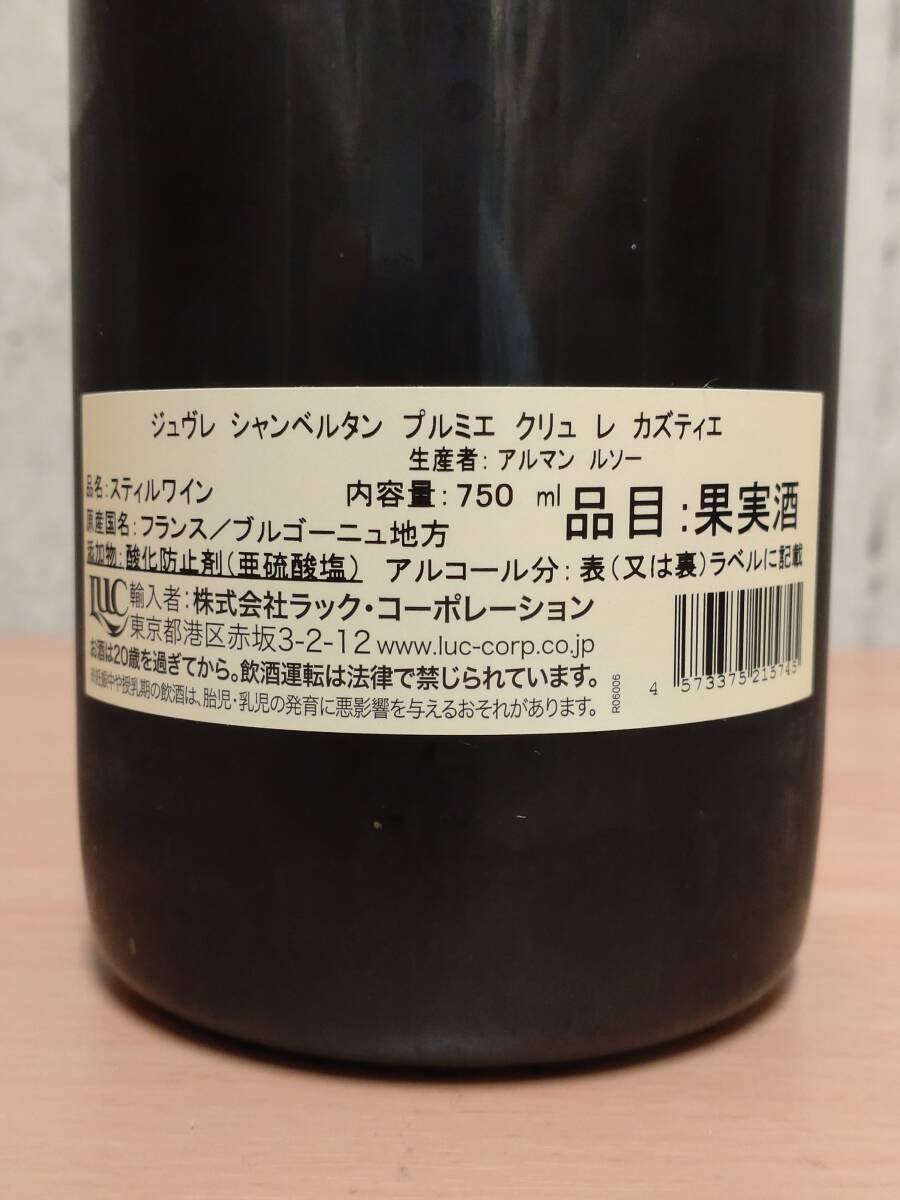 ジュヴレ シャンベルタン プルミエ クリュ レ カズティエ
生産者: アルマン ルソー
品名:スティルワイン 内容量:750 ml 品目:果実酒
原産国名:フランス/ブルゴーニュ地方
添加物:酸化防止剤(亜硫酸塩) アルコール分:表(又は裏)ラベルに記載
LUC 輸入者:株式会社ラック・コーポレーション
東京都港区赤坂3-2-12 www.luc-corp.co.jp
お酒は20歳を過ぎてから。飲酒運転は法律で禁じられています。
※妊娠中や授乳期の飲酒は、胎児・乳児の発育に悪影響を与えるおそれがあります。
R06006
4 573375 215745